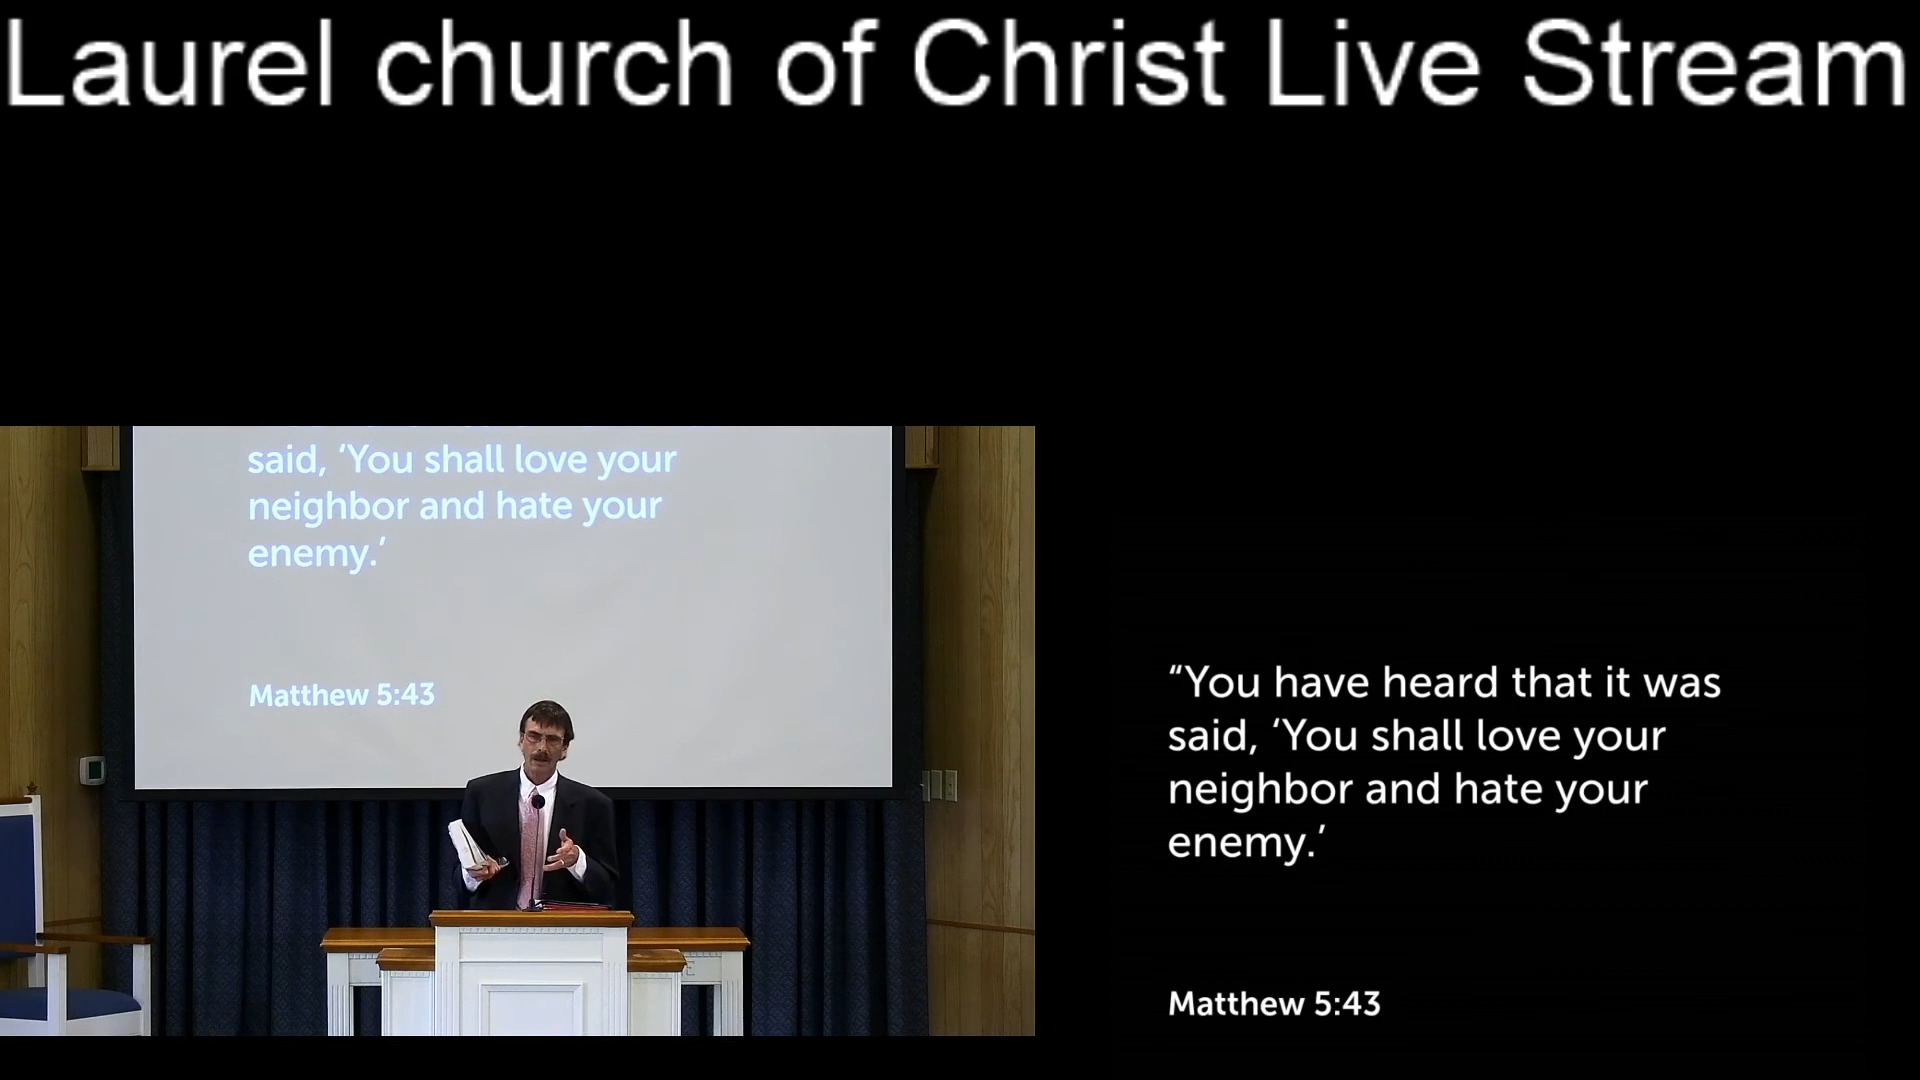 Laurel church of Christ Live Stream
said, ‘You shall love your
neighbor and hate your
enemy.’
Matthew 5:43
“You have heard that it was
said, ‘You shall love your
neighbor and hate your
enemy.’
Matthew 5:43